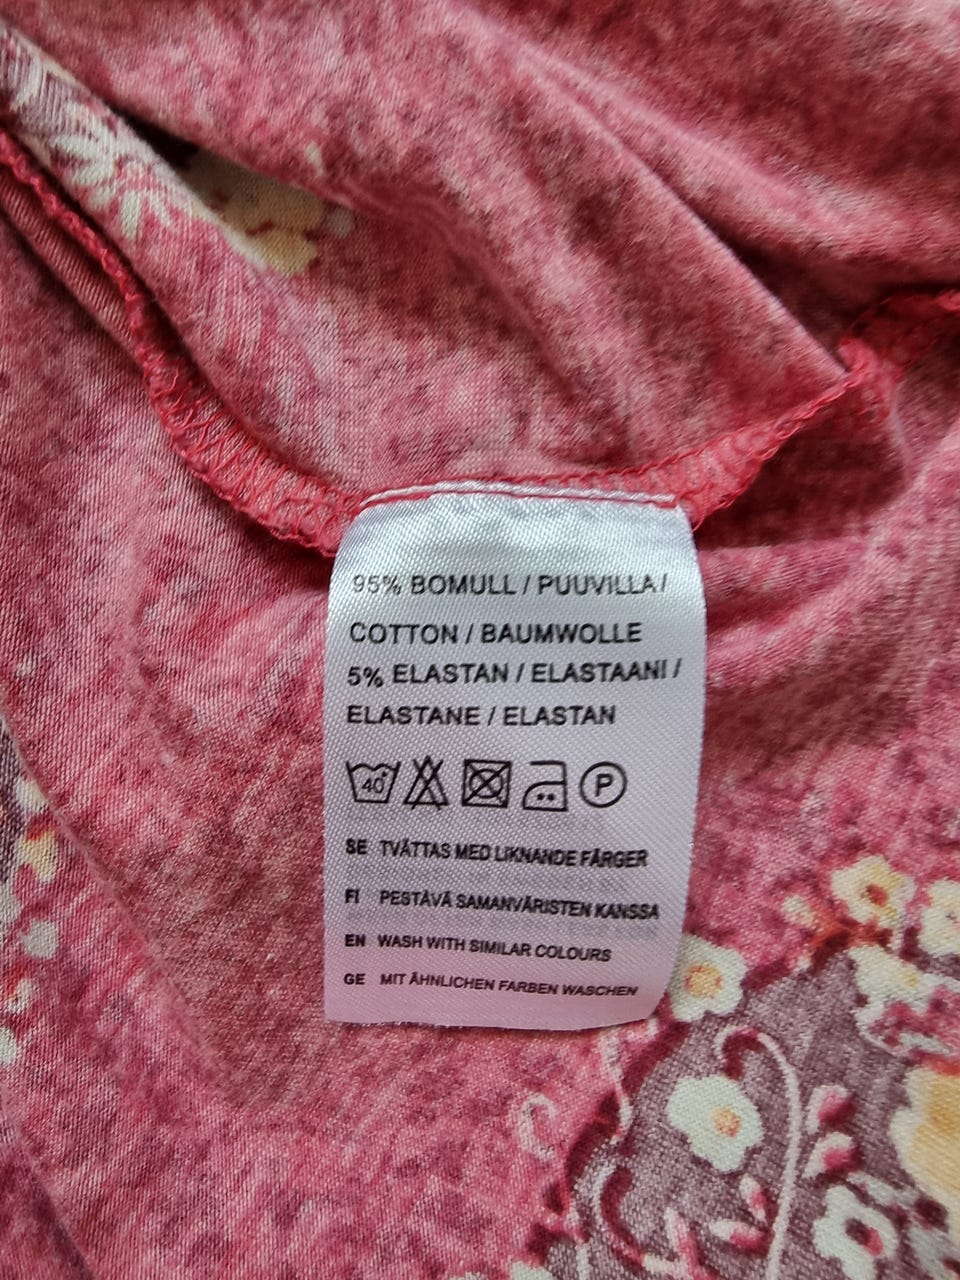 95% BOMULL / PUUVILLA /
COTTON / BAUMWOLLE
5% ELASTAN / ELASTAANI /
ELASTANE / ELASTAN
40° P
SE TVÄTTAS MED LIKNANDE FÄRGER
FI PESTÄVÄ SAMANVÄRISTEN KANSSA
EN WASH WITH SIMILAR COLOURS
GE MIT ÄHNLICHEN FARBEN WASCHEN